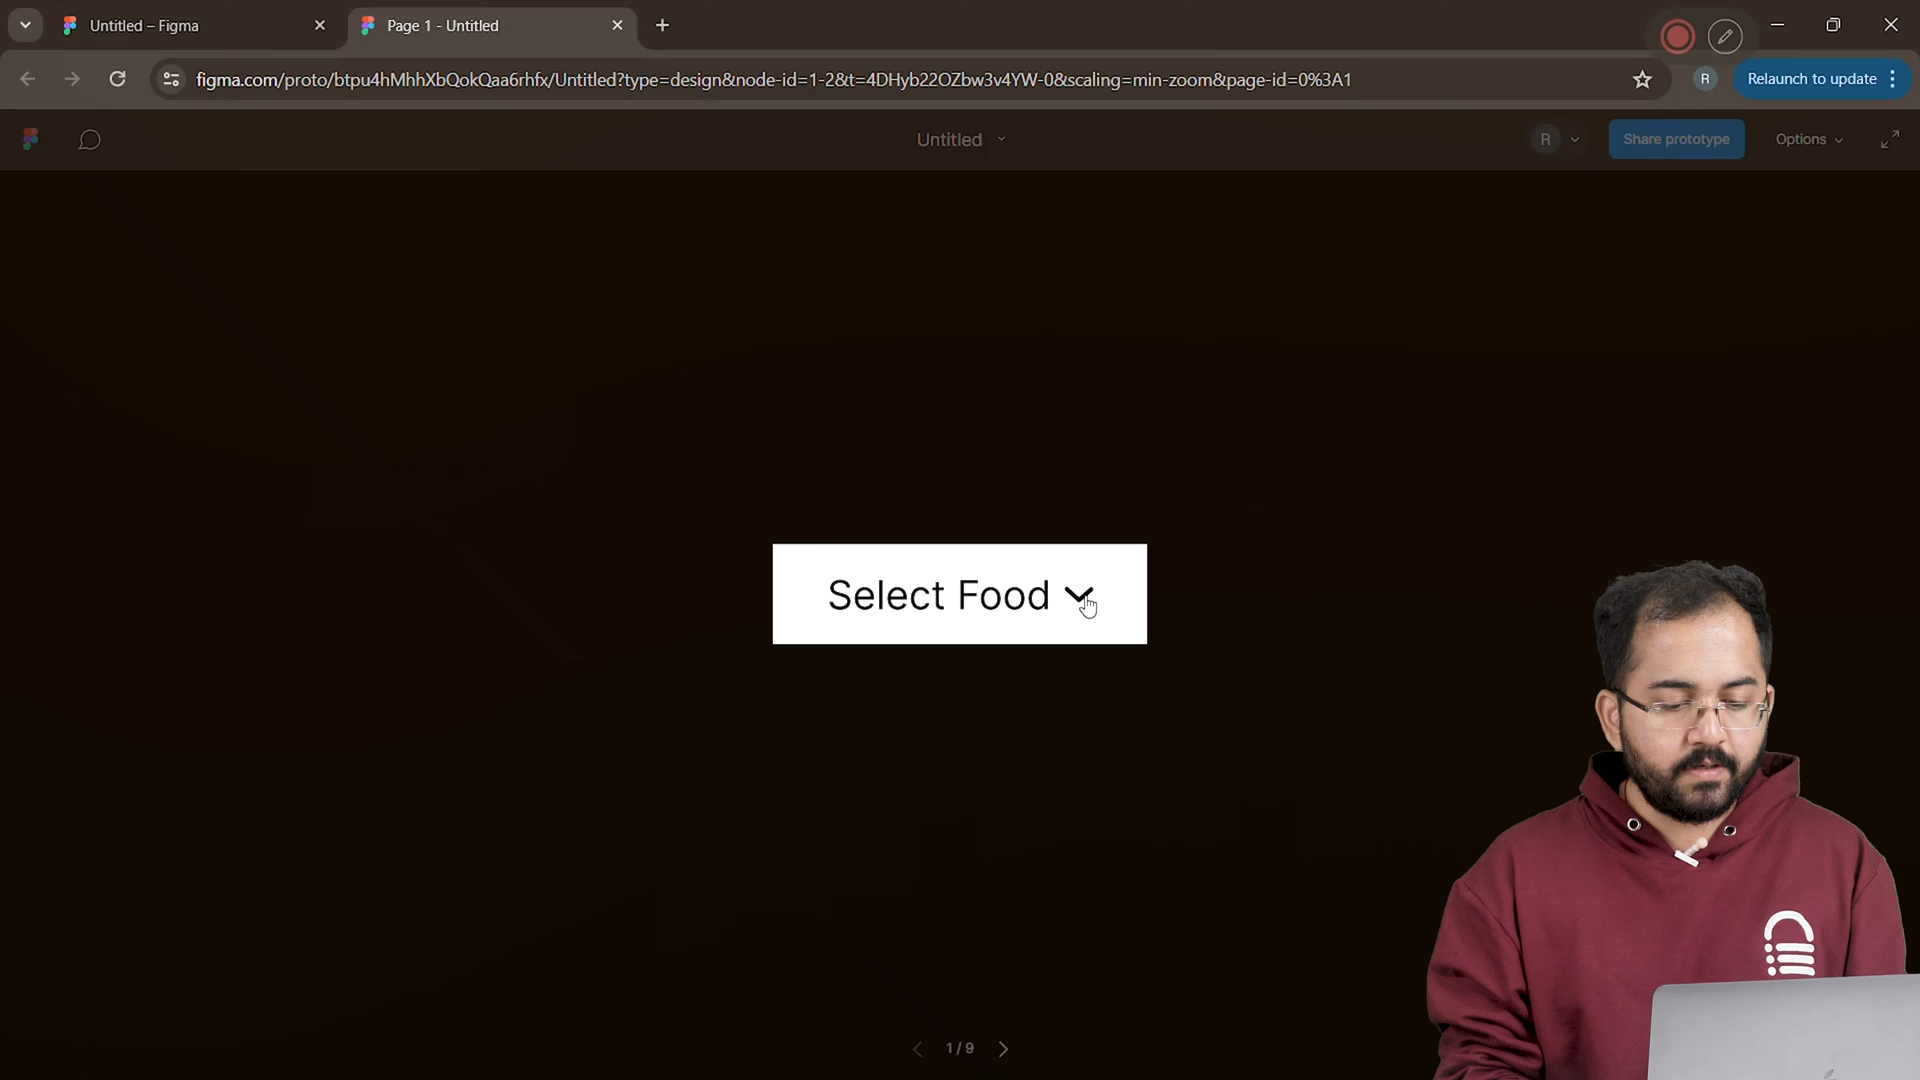 Untitled – Figma
Page 1 - Untitled
figma.com/proto/btpu4hMhhXbQokQaa6rhfx/Untitled?type=design&node-id=1-2&t=4DHyb22OZbw3v4YW-0&scaling=min-zoom&page-id=0%3A1
R
Relaunch to update
Untitled
R
Share prototype
Options
Select Food
1 / 9